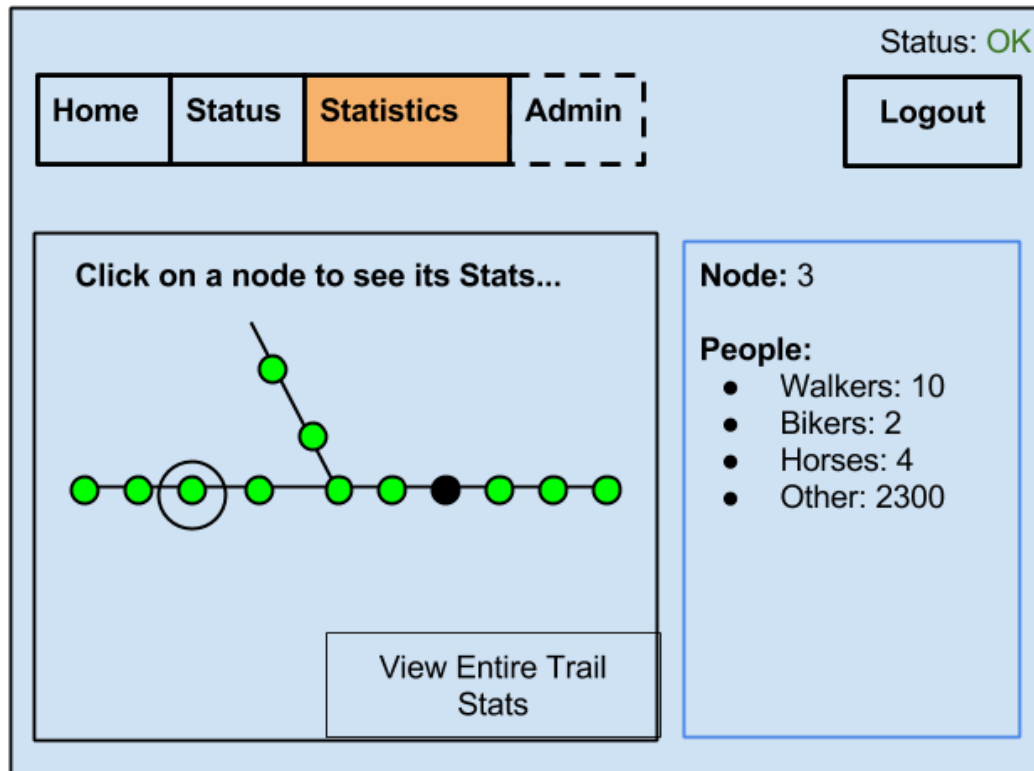 Status: OK
Home Status Statistics Admin Logout
Click on a node to see its Stats...
View Entire Trail
Stats
Node: 3
People:
● Walkers: 10
● Bikers: 2
● Horses: 4
● Other: 2300